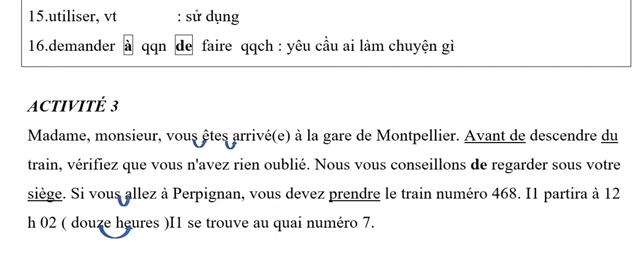 15.utiliser, vt : sử dụng
16.demander à qqn de faire qqch : yêu cầu ai làm chuyện gì
ACTIVITÉ 3
Madame, monsieur, vous êtes arrivé(e) à la gare de Montpellier. Avant de descendre du
train, vérifiez que vous n'avez rien oublié. Nous vous conseillons de regarder sous votre
siège. Si vous allez à Perpignan, vous devez prendre le train numéro 468. I1 partira à 12
h 02 ( douze heures )I1 se trouve au quai numéro 7.